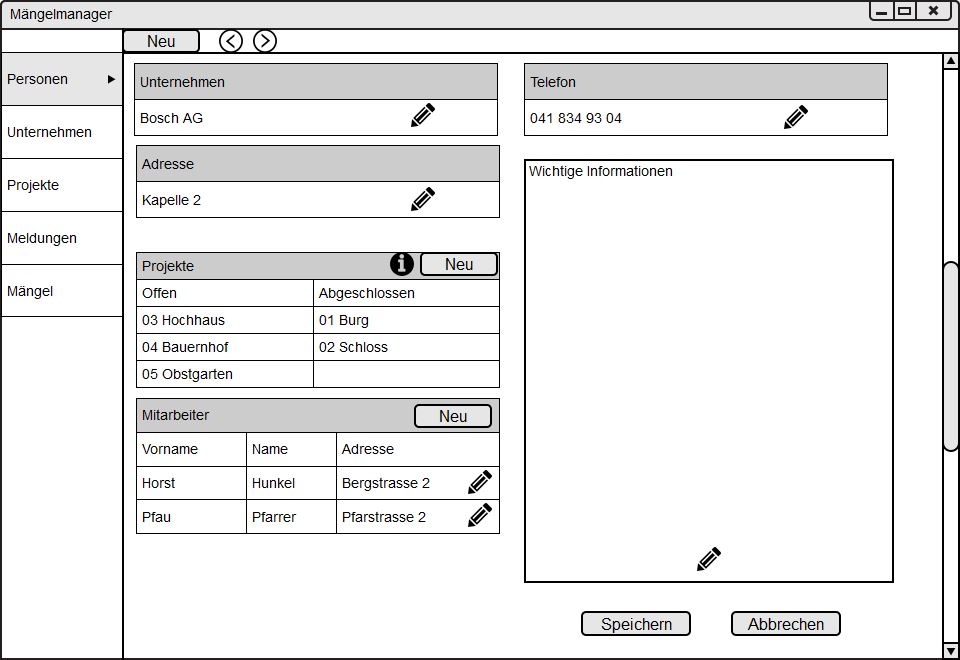 Mängelmanager
Neu
Personen
Unternehmen
Projekte
Meldungen
Mängel
Unternehmen
Bosch AG
Adresse
Kapelle 2
Projekte Neu
Offen Abgeschlossen
03 Hochhaus 01 Burg
04 Bauernhof 02 Schloss
05 Obstgarten
Mitarbeiter Neu
Vorname Name Adresse
Horst Hunkel Bergstrasse 2
Pfau Pfarrer Pfarstrasse 2
Telefon
041 834 93 04
Wichtige Informationen
Speichern Abbrechen